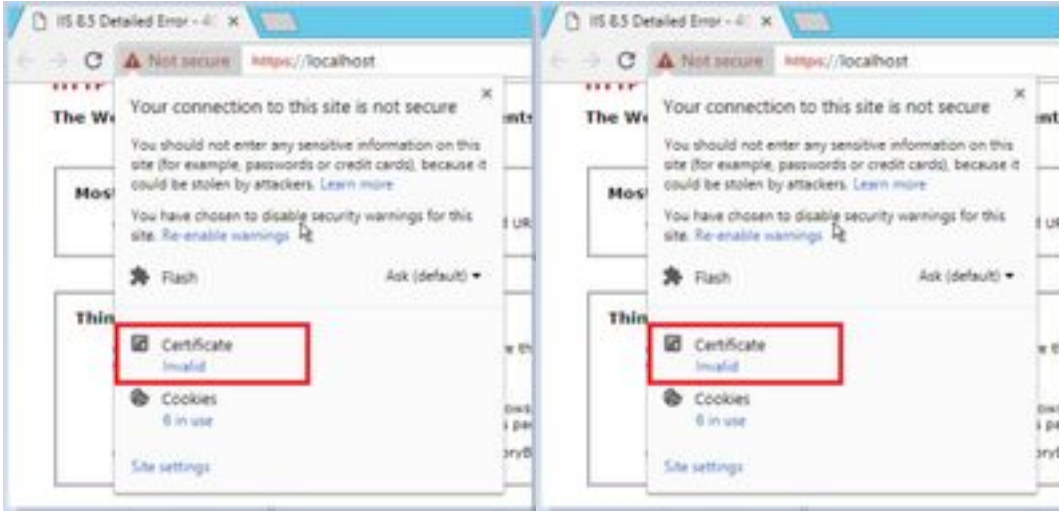 IIS 8.5 Detailed Error - 4
Not secure https://localhost
Your connection to this site is not secure
The We
You should not enter any sensitive information on this
site (for example, passwords or credit cards), because it
could be stolen by attackers. Learn more
Mos
You have chosen to disable security warnings for this
site. Re-enable warnings
Flash Ask (default)
Thin
Certificate
Invalid
Cookies
6 in use
Site settings
IIS 8.5 Detailed Error - 4
Not secure https://localhost
Your connection to this site is not secure
The We
You should not enter any sensitive information on this
site (for example, passwords or credit cards), because it
could be stolen by attackers. Learn more
Mos
You have chosen to disable security warnings for this
site. Re-enable warnings
Flash Ask (default)
Thin
Certificate
Invalid
Cookies
6 in use
Site settings